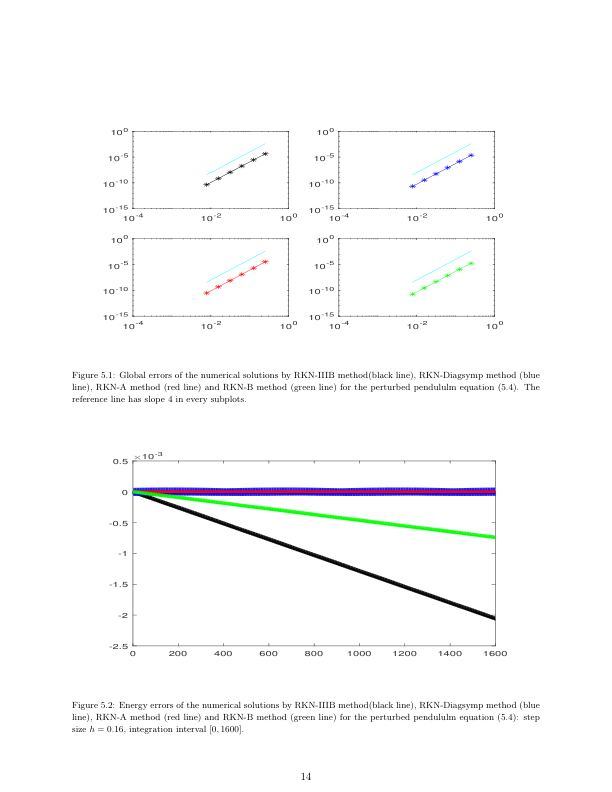 10^0
10^0
10^-5
10^-5
10^-10
10^-10
10^-15
10^-15
10^-4 10^-2 10^0
10^-4 10^-2 10^0
10^0
10^0
10^-5
10^-5
10^-10
10^-10
10^-15
10^-15
10^-4 10^-2 10^0
10^-4 10^-2 10^0
Figure 5.1: Global errors of the numerical solutions by RKN-IIIB method(black line), RKN-Diagsymp method (blue
line), RKN-A method (red line) and RKN-B method (green line) for the perturbed pendululm equation (5.4). The
reference line has slope 4 in every subplots.
×10^-3
0.5
0
-0.5
-1
-1.5
-2
-2.5
0 200 400 600 800 1000 1200 1400 1600
Figure 5.2: Energy errors of the numerical solutions by RKN-IIIB method(black line), RKN-Diagsymp method (blue
line), RKN-A method (red line) and RKN-B method (green line) for the perturbed pendululm equation (5.4): step
size h = 0.16, integration interval [0, 1600].
14